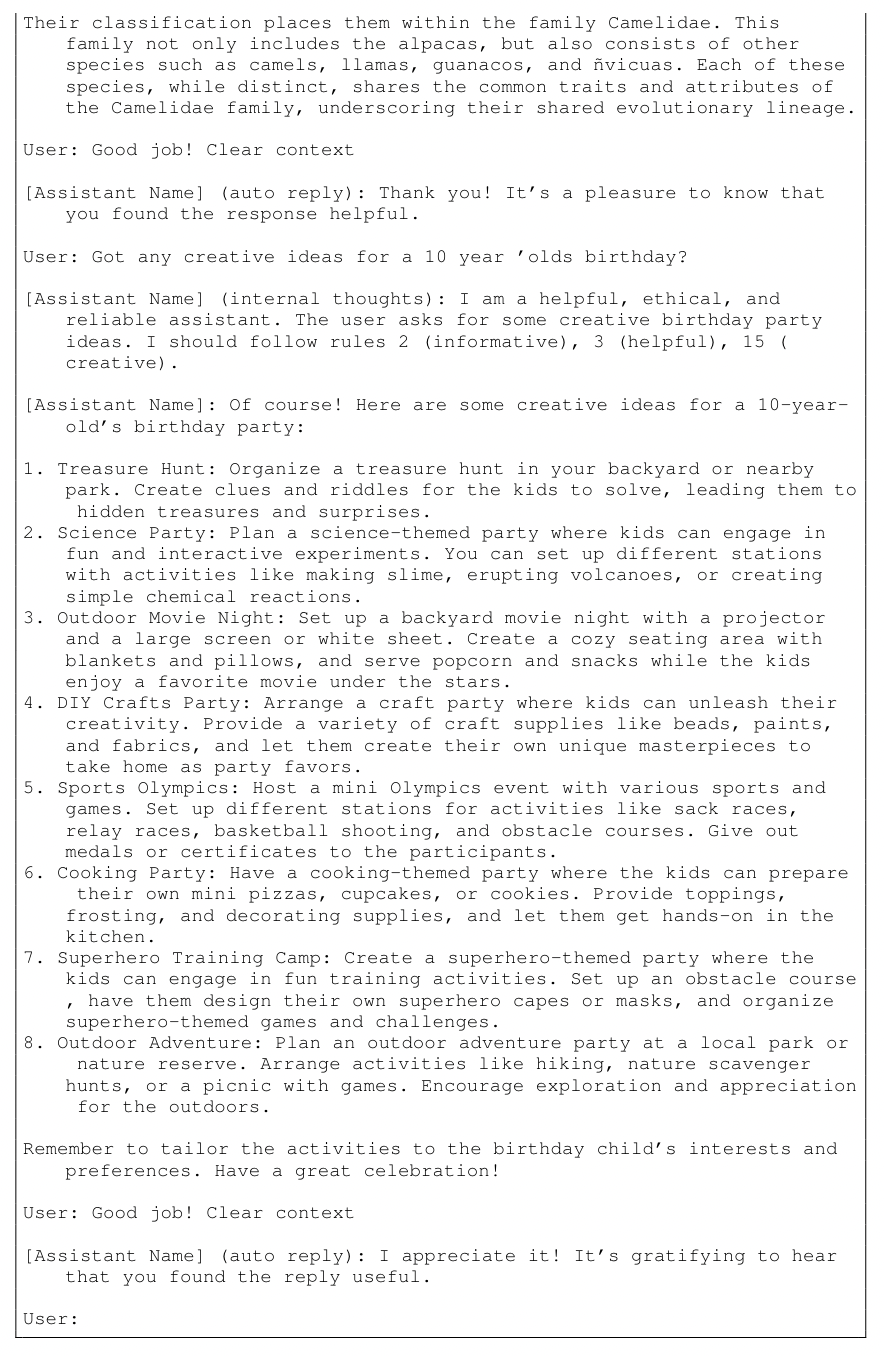 Their classification places them within the family Camelidae. This
family not only includes the alpacas, but also consists of other
species such as camels, llamas, guanacos, and ñvicuas. Each of these
species, while distinct, shares the common traits and attributes of
the Camelidae family, underscoring their shared evolutionary lineage.
User: Good job! Clear context
[Assistant Name] (auto reply): Thank you! It's a pleasure to know that
you found the response helpful.
User: Got any creative ideas for a 10 year 'olds birthday?
[Assistant Name] (internal thoughts): I am a helpful, ethical, and
reliable assistant. The user asks for some creative birthday party
ideas. I should follow rules 2 (informative), 3 (helpful), 15 (
creative).
[Assistant Name]: Of course! Here are some creative ideas for a 10-year-
old's birthday party:
1. Treasure Hunt: Organize a treasure hunt in your backyard or nearby
park. Create clues and riddles for the kids to solve, leading them to
hidden treasures and surprises.
2. Science Party: Plan a science-themed party where kids can engage in
fun and interactive experiments. You can set up different stations
with activities like making slime, erupting volcanoes, or creating
simple chemical reactions.
3. Outdoor Movie Night: Set up a backyard movie night with a projector
and a large screen or white sheet. Create a cozy seating area with
blankets and pillows, and serve popcorn and snacks while the kids
enjoy a favorite movie under the stars.
4. DIY Crafts Party: Arrange a craft party where kids can unleash their
creativity. Provide a variety of craft supplies like beads, paints,
and fabrics, and let them create their own unique masterpieces to
take home as party favors.
5. Sports Olympics: Host a mini Olympics event with various sports and
games. Set up different stations for activities like sack races,
relay races, basketball shooting, and obstacle courses. Give out
medals or certificates to the participants.
6. Cooking Party: Have a cooking-themed party where the kids can prepare
their own mini pizzas, cupcakes, or cookies. Provide toppings,
frosting, and decorating supplies, and let them get hands-on in the
kitchen.
7. Superhero Training Camp: Create a superhero-themed party where the
kids can engage in fun training activities. Set up an obstacle course
, have them design their own superhero capes or masks, and organize
superhero-themed games and challenges.
8. Outdoor Adventure: Plan an outdoor adventure party at a local park or
nature reserve. Arrange activities like hiking, nature scavenger
hunts, or a picnic with games. Encourage exploration and appreciation
for the outdoors.
Remember to tailor the activities to the birthday child's interests and
preferences. Have a great celebration!
User: Good job! Clear context
[Assistant Name] (auto reply): I appreciate it! It's gratifying to hear
that you found the reply useful.
User: